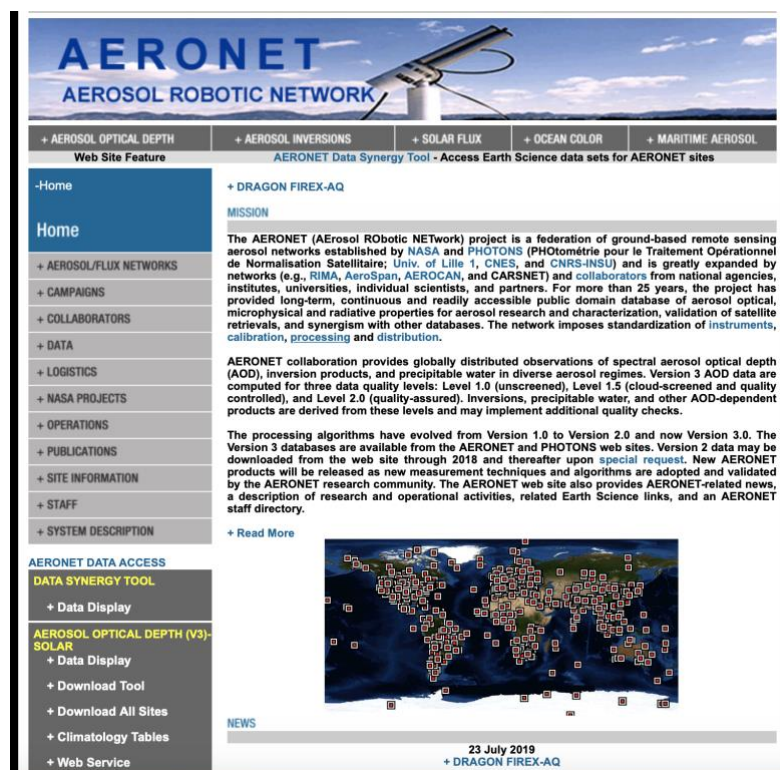 AERONET
AEROSOL ROBOTIC NETWORK
+ AEROSOL OPTICAL DEPTH + AEROSOL INVERSIONS + SOLAR FLUX + OCEAN COLOR + MARITIME AEROSOL
Web Site Feature AERONET Data Synergy Tool - Access Earth Science data sets for AERONET sites
-Home
Home
+ AEROSOL/FLUX NETWORKS
+ CAMPAIGNS
+ COLLABORATORS
+ DATA
+ LOGISTICS
+ NASA PROJECTS
+ OPERATIONS
+ PUBLICATIONS
+ SITE INFORMATION
+ STAFF
+ SYSTEM DESCRIPTION
AERONET DATA ACCESS
DATA SYNERGY TOOL
+ Data Display
AEROSOL OPTICAL DEPTH (V3)-
SOLAR
+ Data Display
+ Download Tool
+ Download All Sites
+ Climatology Tables
+ Web Service
+ DRAGON FIREX-AQ
MISSION
The AERONET (AErosol RObotic NETwork) project is a federation of ground-based remote sensing
aerosol networks established by NASA and PHOTONS (PHOtométrie pour le Traitement Opérationnel
de Normalisation Satellitaire; Univ. of Lille 1, CNES, and CNRS-INSU) and is greatly expanded by
networks (e.g., RIMA, AeroSpan, AEROCAN, and CARSNET) and collaborators from national agencies,
institutes, universities, individual scientists, and partners. For more than 25 years, the project has
provided long-term, continuous and readily accessible public domain database of aerosol optical,
microphysical and radiative properties for aerosol research and characterization, validation of satellite
retrievals, and synergism with other databases. The network imposes standardization of instruments,
calibration, processing and distribution.
AERONET collaboration provides globally distributed observations of spectral aerosol optical depth
(AOD), inversion products, and precipitable water in diverse aerosol regimes. Version 3 AOD data are
computed for three data quality levels: Level 1.0 (unscreened), Level 1.5 (cloud-screened and quality
controlled), and Level 2.0 (quality-assured). Inversions, precipitable water, and other AOD-dependent
products are derived from these levels and may implement additional quality checks.
The processing algorithms have evolved from Version 1.0 to Version 2.0 and now Version 3.0. The
Version 3 databases are available from the AERONET and PHOTONS web sites. Version 2 data may be
downloaded from the web site through 2018 and thereafter upon special request. New AERONET
products will be released as new measurement techniques and algorithms are adopted and validated
by the AERONET research community. The AERONET web site also provides AERONET-related news,
a description of research and operational activities, related Earth Science links, and an AERONET
staff directory.
+ Read More
NEWS
23 July 2019
+ DRAGON FIREX-AQ